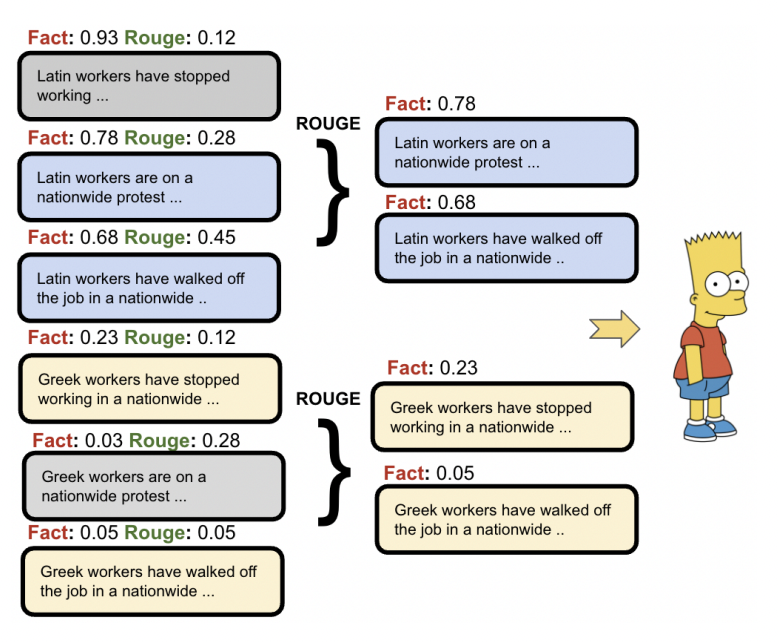 Fact: 0.93 Rouge: 0.12
Latin workers have stopped
working ...
Fact: 0.78 Rouge: 0.28
Latin workers are on a
nationwide protest ...
Fact: 0.68 Rouge: 0.45
Latin workers have walked off
the job in a nationwide ..
Fact: 0.23 Rouge: 0.12
Greek workers have stopped
working in a nationwide ...
Fact: 0.03 Rouge: 0.28
Greek workers are on a
nationwide protest ...
Fact: 0.05 Rouge: 0.05
Greek workers have walked off
the job in a nationwide ...
ROUGE
ROUGE
Fact: 0.78
Latin workers are on a
nationwide protest ...
Fact: 0.68
Latin workers have walked off
the job in a nationwide ..
Fact: 0.23
Greek workers have stopped
working in a nationwide ...
Fact: 0.05
Greek workers have walked off
the job in a nationwide ..